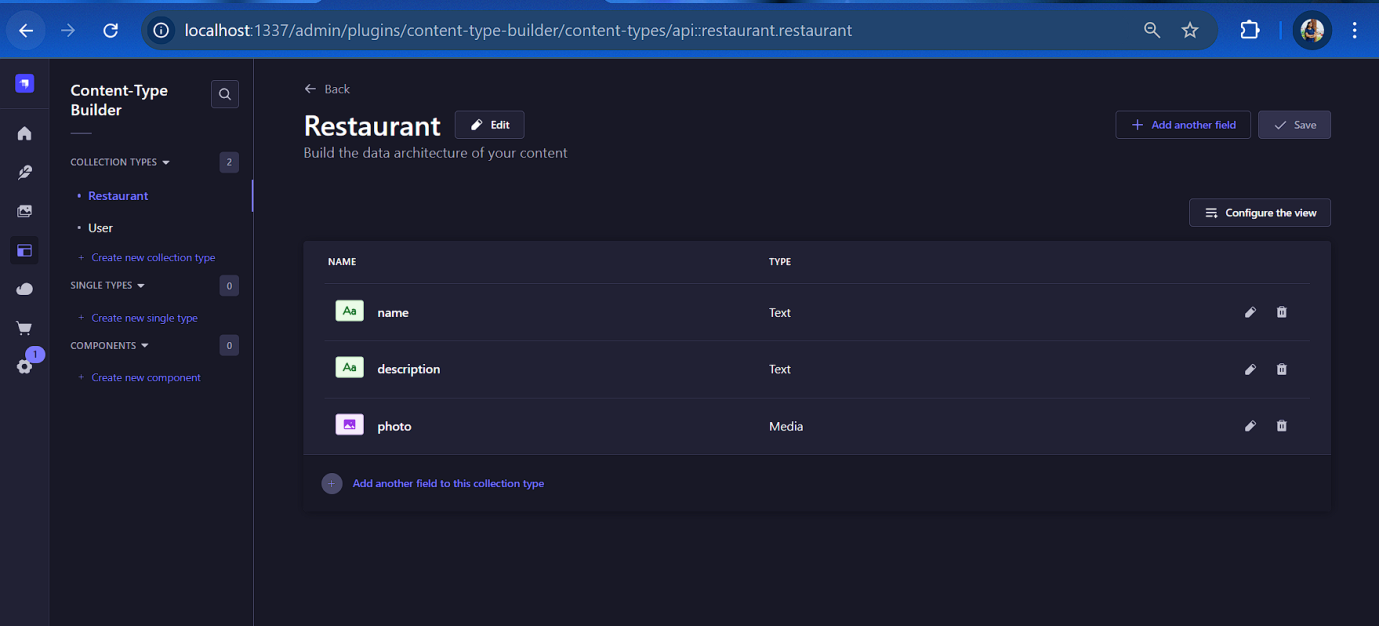 localhost:1337/admin/plugins/content-type-builder/content-types/api::restaurant.restaurant
Content-Type
Builder
COLLECTION TYPES
2
Restaurant
User
+ Create new collection type
SINGLE TYPES
0
+ Create new single type
COMPONENTS
0
+ Create new component
1
Back
Restaurant
Edit
Build the data architecture of your content
Add another field
Save
Configure the view
NAME TYPE
Aa name Text
Aa description Text
photo Media
Add another field to this collection type